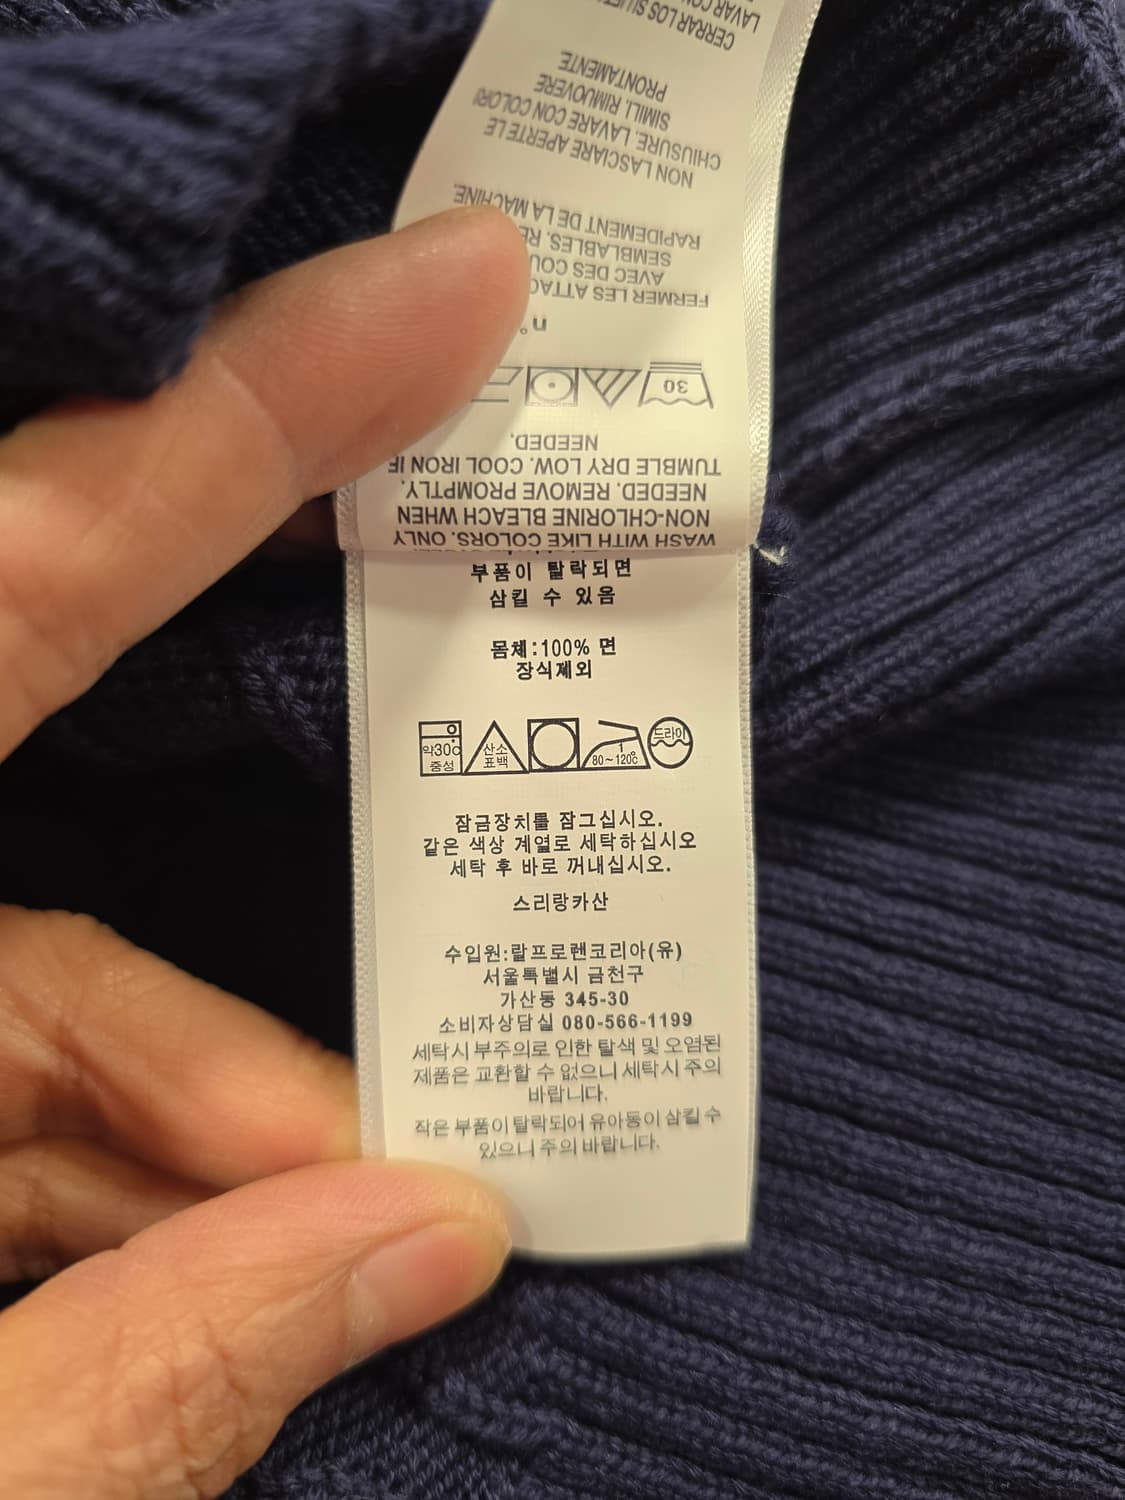 CERRAR LOS
PRONTAMENTE.
SIMILI. RIMUOVERE
CHIUSURE. LAVARE CON COLORI
NON LASCIARE APERTE LE
RAPIDEMENT DE LA MACHINE.
SEMBLABLES.
AVEC DES
FERMER LES
n°
30
NEEDED.
TUMBLE DRY LOW. COOL IRON IF
NEEDED. REMOVE PROMPTLY.
NON-CHLORINE BLEACH WHEN
WASH WITH LIKE COLORS. ONLY
부품이 탈락되면
삼킬 수 있음
몸체:100% 면
장식제외
약30℃
중성
산소
표백
1
80~120℃
드라이
잠금장치를 잠그십시오.
같은 색상 계열로 세탁하십시오
세탁 후 바로 꺼내십시오.
스리랑카산
수입원:랄프로렌코리아(유)
서울특별시 금천구
가산동 345-30
소비자상담실 080-566-1199
세탁시 부주의로 인한 탈색 및 오염된
제품은 교환할 수 없으니 세탁시 주의
바랍니다.
작은 부품이 탈락되어 유아동이 삼킬 수
있으니 주의 바랍니다.